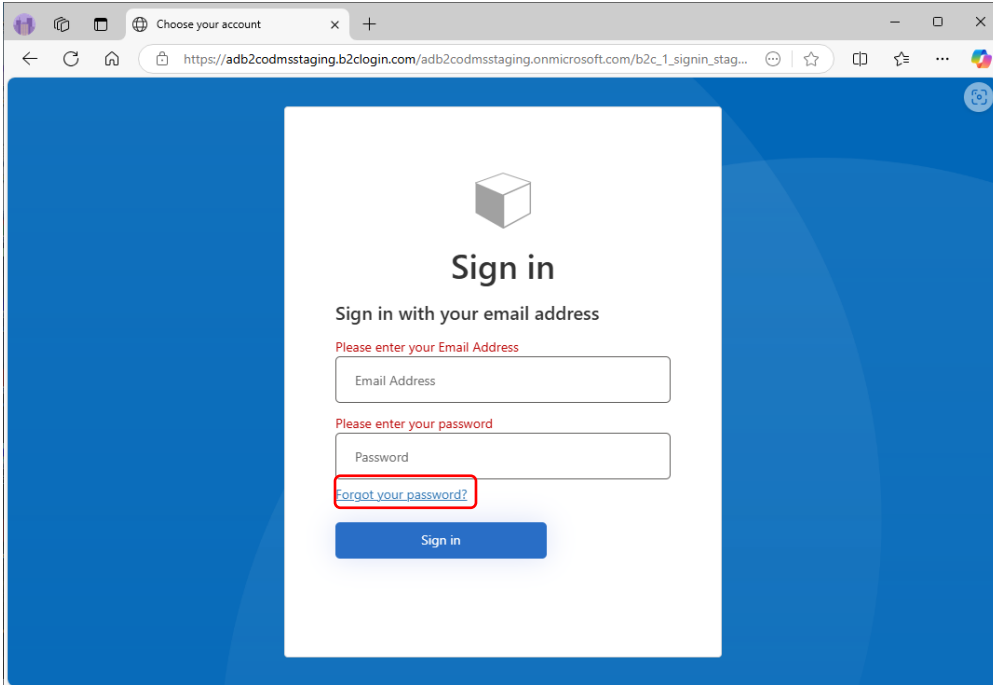 Choose your account
https://adb2codmsstaging.b2clogin.com/adb2codmsstaging.onmicrosoft.com/b2c_1_signin_stag...
Sign in
Sign in with your email address
Please enter your Email Address
Email Address
Please enter your password
Password
Forgot your password?
Sign in